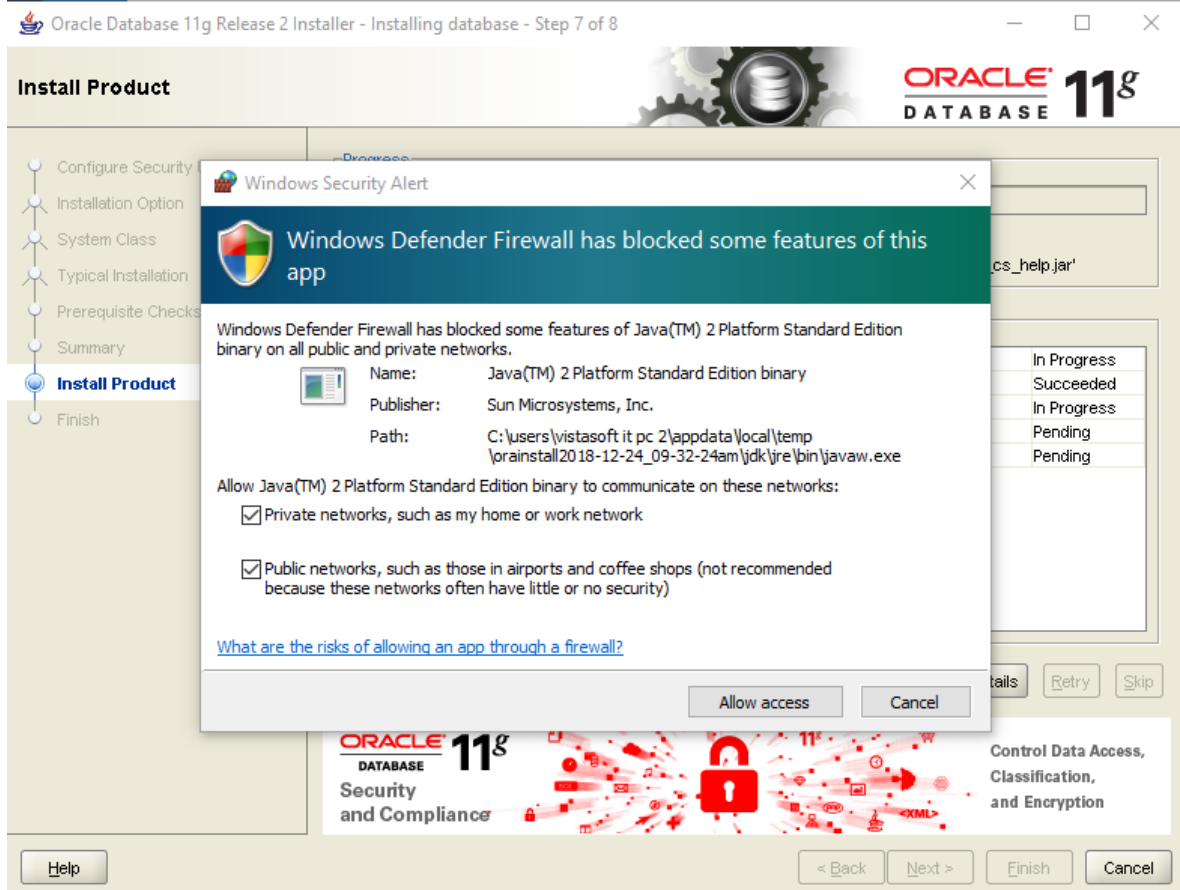 Oracle Database 11g Release 2 Installer - Installing database - Step 7 of 8
Install Product
ORACLE
DATABASE
11g
Configure Security
Installation Option
System Class
Typical Installation
Prerequisite Checks
Summary
Install Product
Finish
Progress
cs_help.jar'
In Progress
Succeeded
In Progress
Pending
Pending
Windows Security Alert
Windows Defender Firewall has blocked some features of this
app
Windows Defender Firewall has blocked some features of Java(TM) 2 Platform Standard Edition
binary on all public and private networks.
Name: Java(TM) 2 Platform Standard Edition binary
Publisher: Sun Microsystems, Inc.
Path: C:\users\vistasoft it pc 2\appdata\local\temp
\orainstall2018-12-24_09-32-24am\jdk\jre\bin\javaw.exe
Allow Java(TM) 2 Platform Standard Edition binary to communicate on these networks:
Private networks, such as my home or work network
Public networks, such as those in airports and coffee shops (not recommended
because these networks often have little or no security)
What are the risks of allowing an app through a firewall?
Allow access
Cancel
tails
Retry
Skip
ORACLE
DATABASE
11g
Security
and Compliance
11g
SQL
<XML>
Control Data Access,
Classification,
and Encryption
Help
< Back
Next >
Finish
Cancel